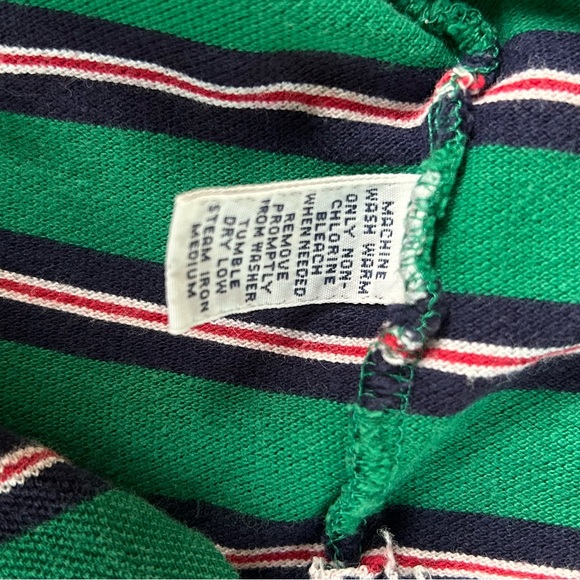 MACHINE
WASH WARM
ONLY NON-
CHLORINE
BLEACH
WHEN NEEDED
REMOVE
PROMPTLY
FROM WASHER
TUMBLE
DRY LOW
STEAM IRON
MEDIUM